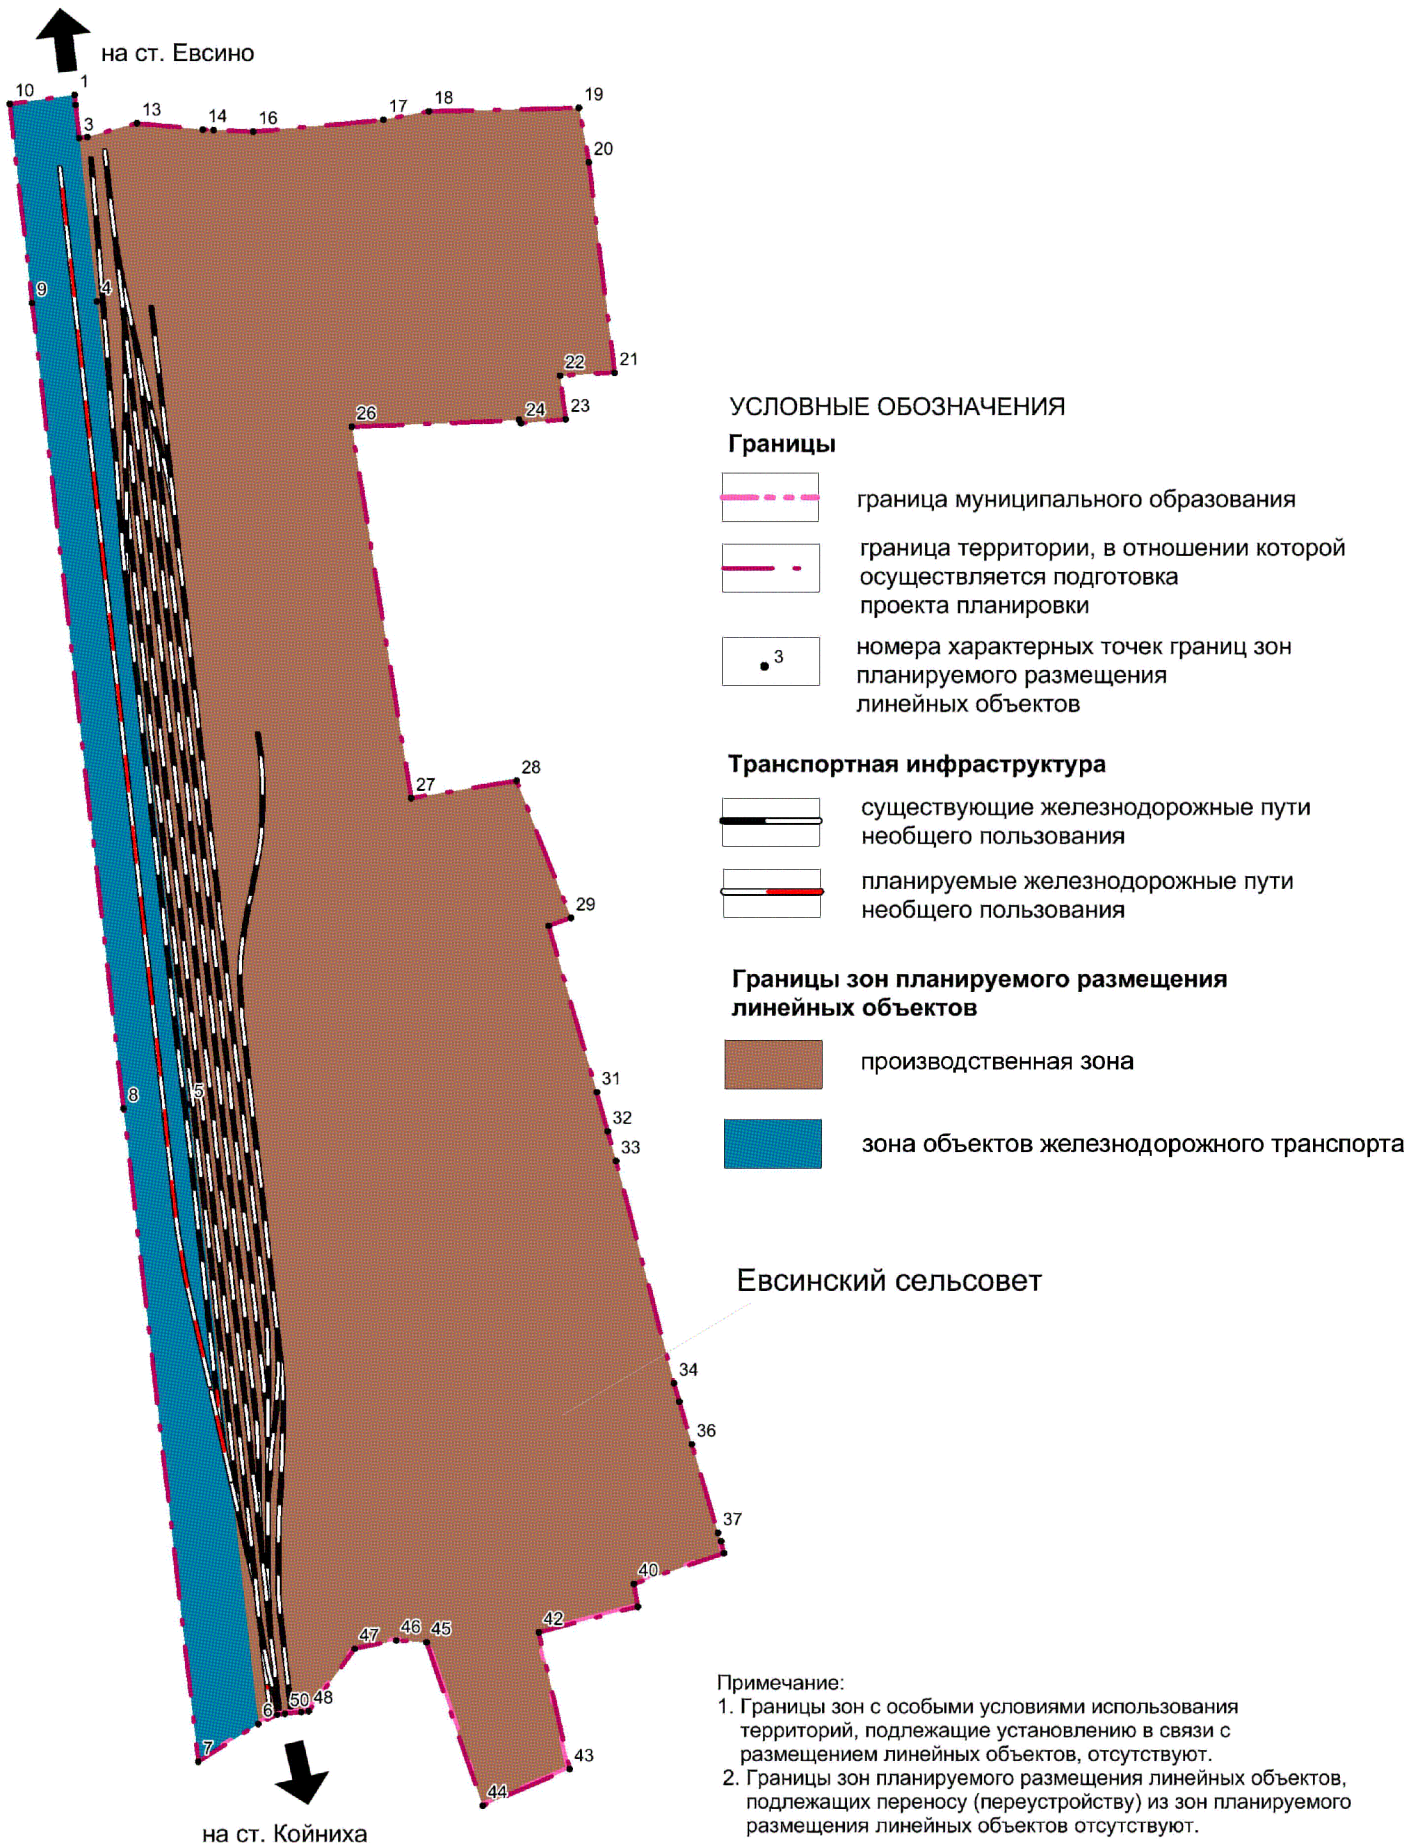 на ст. Евсино
10
1
3
13
14
16
17
18
19
20
9
4
21
22
23
24
26
27
28
29
31
32
33
8
5
34
36
37
40
42
45
46
47
48
50
6
7
43
44
на ст. Койниха
УСЛОВНЫЕ ОБОЗНАЧЕНИЯ
Границы
граница муниципального образования
граница территории, в отношении которой
осуществляется подготовка
проекта планировки
3
номера характерных точек границ зон
планируемого размещения
линейных объектов
Транспортная инфраструктура
существующие железнодорожные пути
необщего пользования
планируемые железнодорожные пути
необщего пользования
Границы зон планируемого размещения
линейных объектов
производственная зона
зона объектов железнодорожного транспорта
Евсинский сельсовет
Примечание:
1. Границы зон с особыми условиями использования
территорий, подлежащие установлению в связи с
размещением линейных объектов, отсутствуют.
2. Границы зон планируемого размещения линейных объектов,
подлежащих переносу (переустройству) из зон планируемого
размещения линейных объектов отсутствуют.